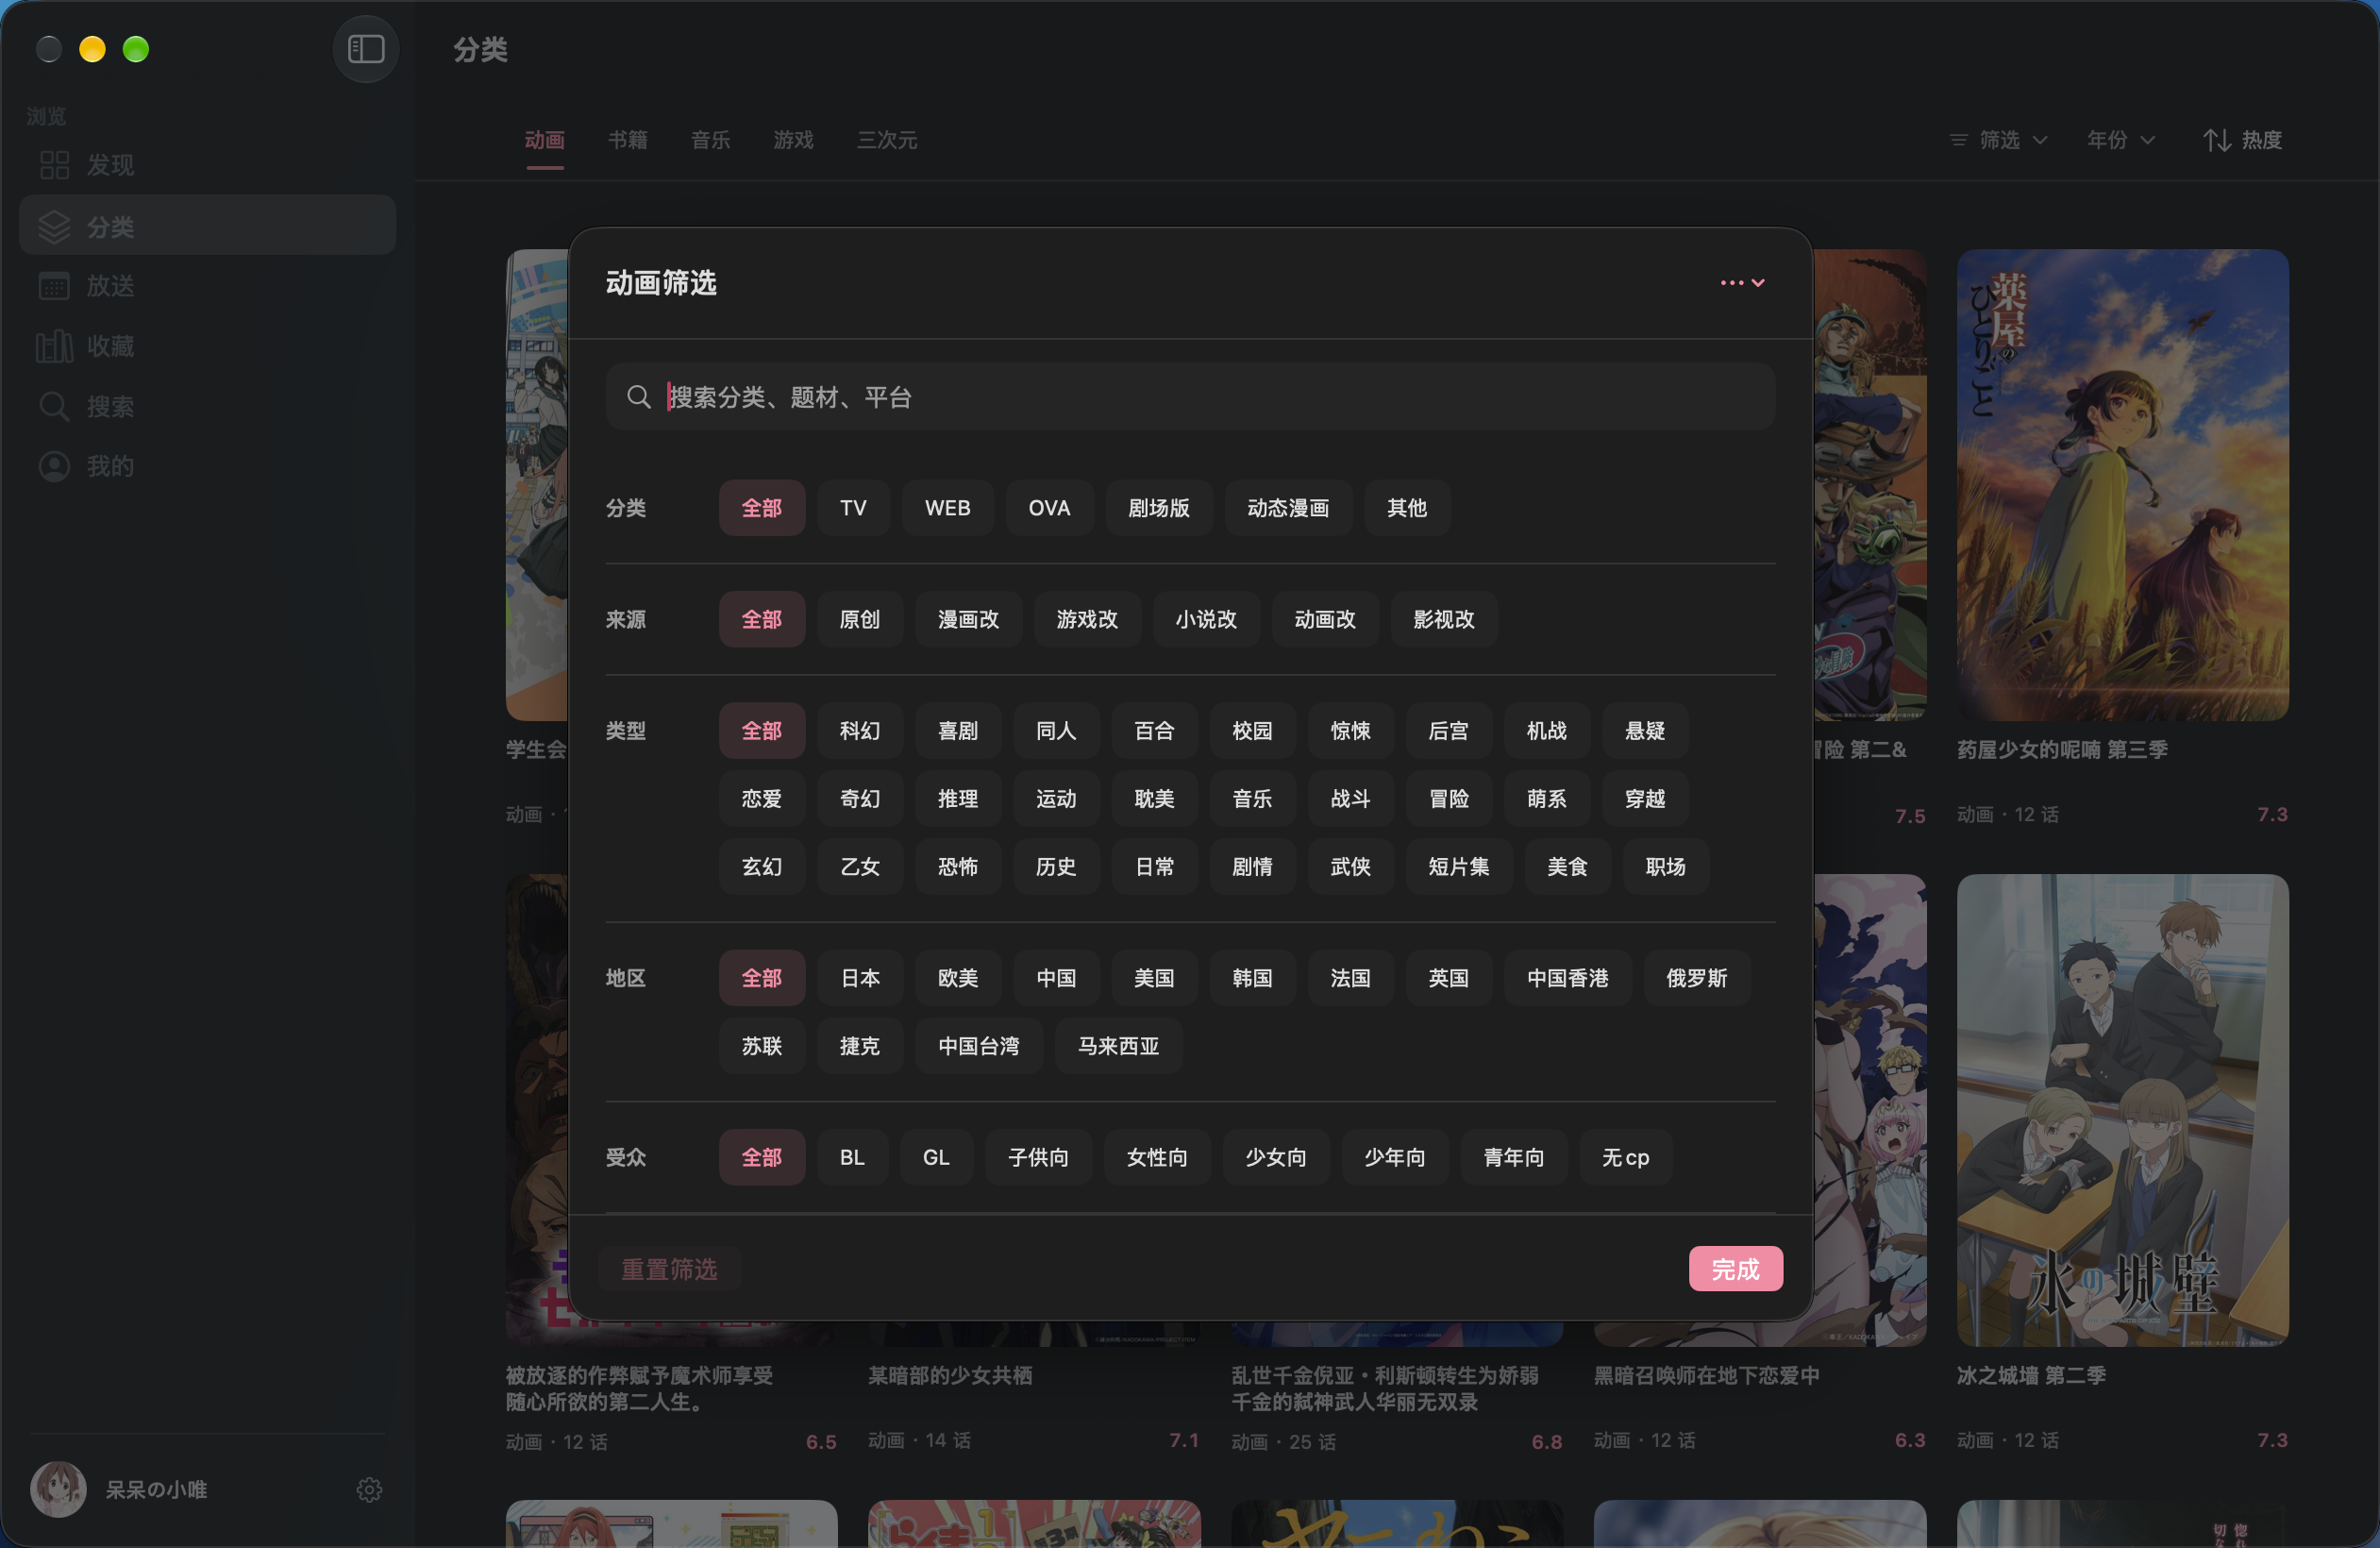 分类
浏览
发现
分类
放送
收藏
搜索
我的
动画 书籍 音乐 游戏 三次元
筛选 年份 热度
动画筛选
搜索分类、题材、平台
分类 全部 TV WEB OVA 剧场版 动态漫画 其他
来源 全部 原创 漫画改 游戏改 小说改 动画改 影视改
类型 全部 科幻 喜剧 同人 百合 校园 惊悚 后宫 机战 悬疑
恋爱 奇幻 推理 运动 耽美 音乐 战斗 冒险 萌系 穿越
玄幻 乙女 恐怖 历史 日常 剧情 武侠 短片集 美食 职场
地区 全部 日本 欧美 中国 美国 韩国 法国 英国 中国香港 俄罗斯
苏联 捷克 中国台湾 马来西亚
受众 全部 BL GL 子供向 女性向 少女向 少年向 青年向 无cp
重置筛选
完成
薬屋の
ひとりごと
学生会
冒险 第二&
药屋少女的呢喃 第三季
动画 ·
7.5
动画 · 12 话
7.3
氷の城壁
被放逐的作弊赋予魔术师享受
随心所欲的第二人生。
动画 · 12 话
6.5
某暗部的少女共栖
动画 · 14 话
7.1
乱世千金倪亚·利斯顿转生为娇弱
千金的弑神武人华丽无双录
动画 · 25 话
6.8
黑暗召唤师在地下恋爱中
动画 · 12 话
6.3
冰之城墙 第二季
动画 · 12 话
7.3
呆呆の小唯